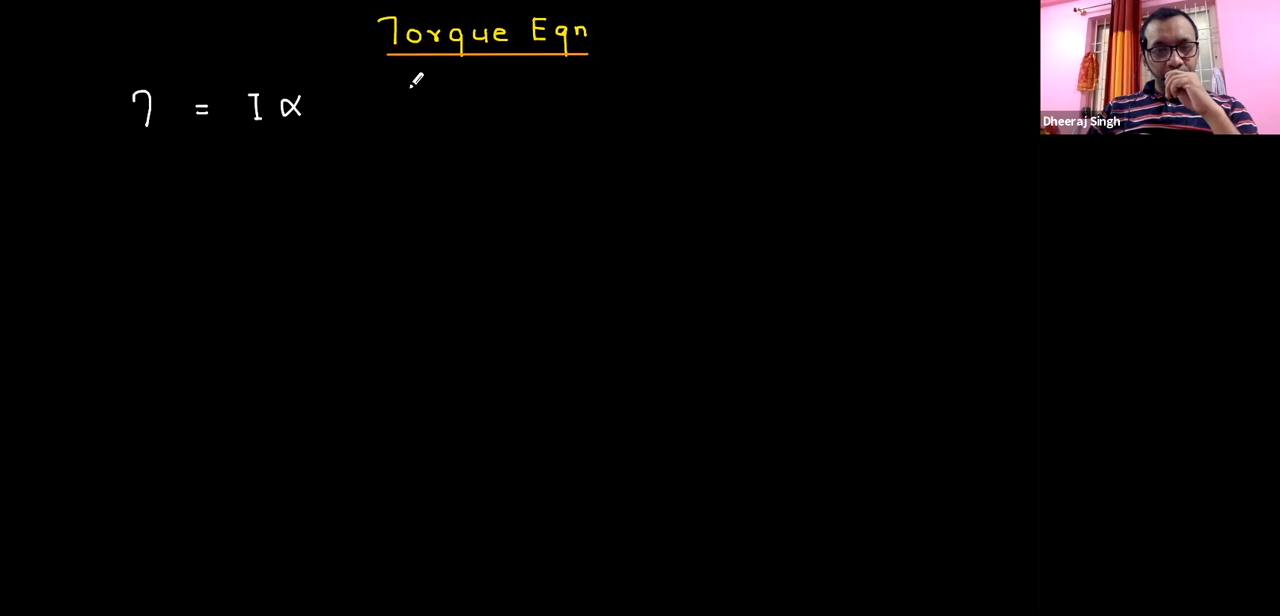 Torque Eqn
τ = I α
Dheeraj Singh